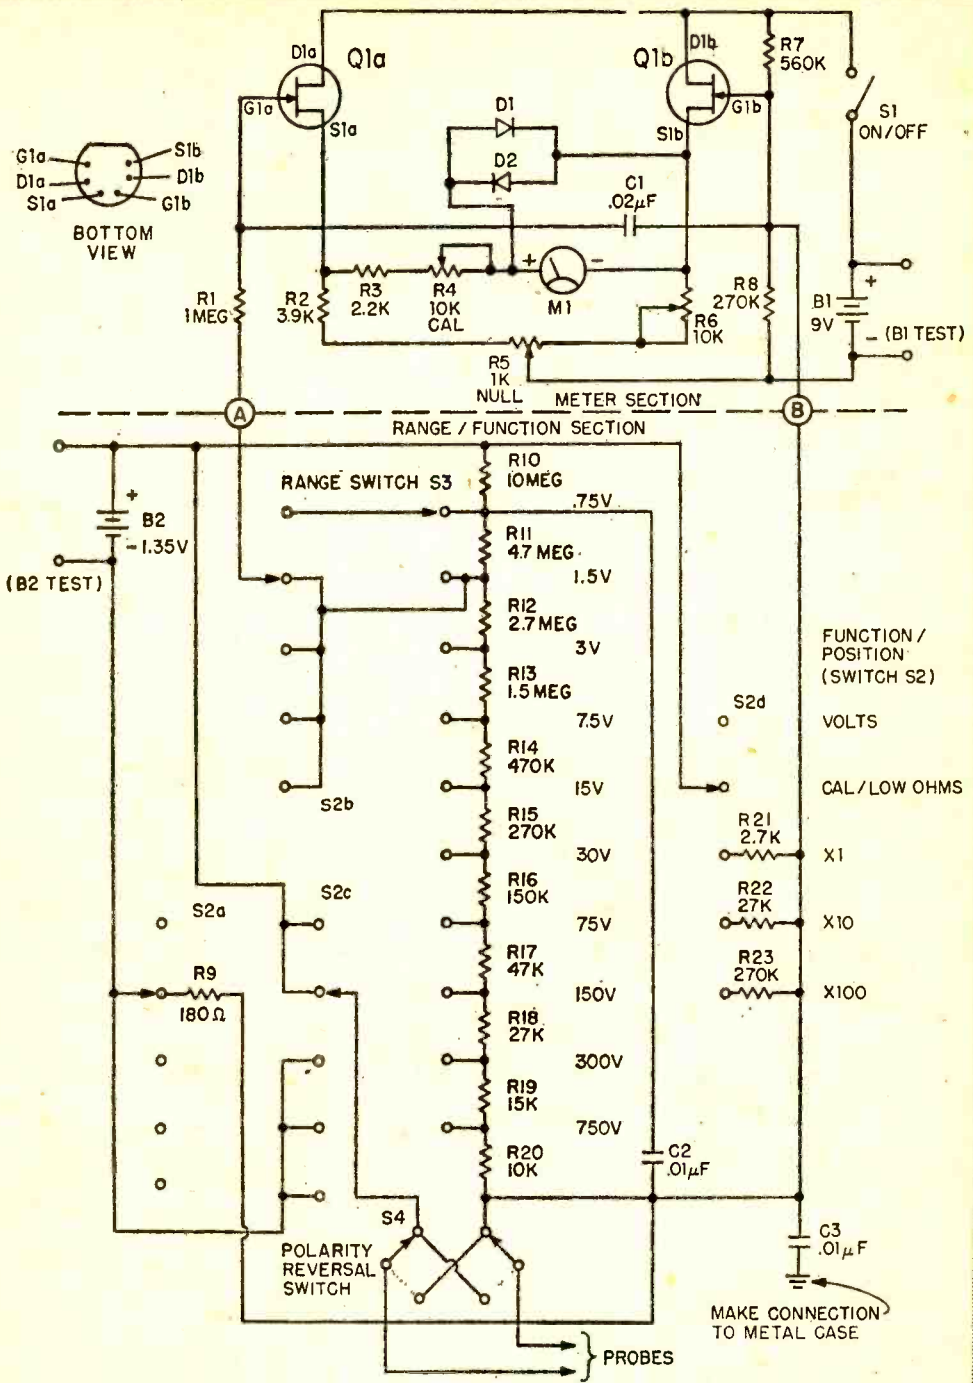 D1a
Q1a
G1a
S1a
Q1b
D1b
G1b
S1b
R7
560K
S1
ON/OFF
D1
D2
C1
.02µF
G1a
D1a
S1a
S1b
D1b
G1b
BOTTOM
VIEW
R1
1MEG
R2
3.9K
R3
2.2K
R4
10K
CAL
+
M1
-
R6
10K
R8
270K
B1
9V
+
- (B1 TEST)
R5
1K
NULL
METER SECTION
A
B
RANGE / FUNCTION SECTION
R10
10MEG
RANGE SWITCH S3
.75V
+
B2
- 1.35V
(B2 TEST)
R11
4.7 MEG
1.5V
R12
2.7MEG
3V
R13
1.5MEG
7.5V
R14
470K
15V
S2b
R15
270K
30V
R16
150K
75V
R17
47K
150V
R18
27K
300V
R19
15K
750V
R20
10K
FUNCTION /
POSITION
(SWITCH S2)
S2d
VOLTS
CAL/LOW OHMS
R21
2.7K
X1
R22
27K
X10
R23
270K
X100
S2a
S2c
R9
180Ω
C2
.01µF
S4
POLARITY
REVERSAL
SWITCH
C3
.01µF
MAKE CONNECTION
TO METAL CASE
PROBES